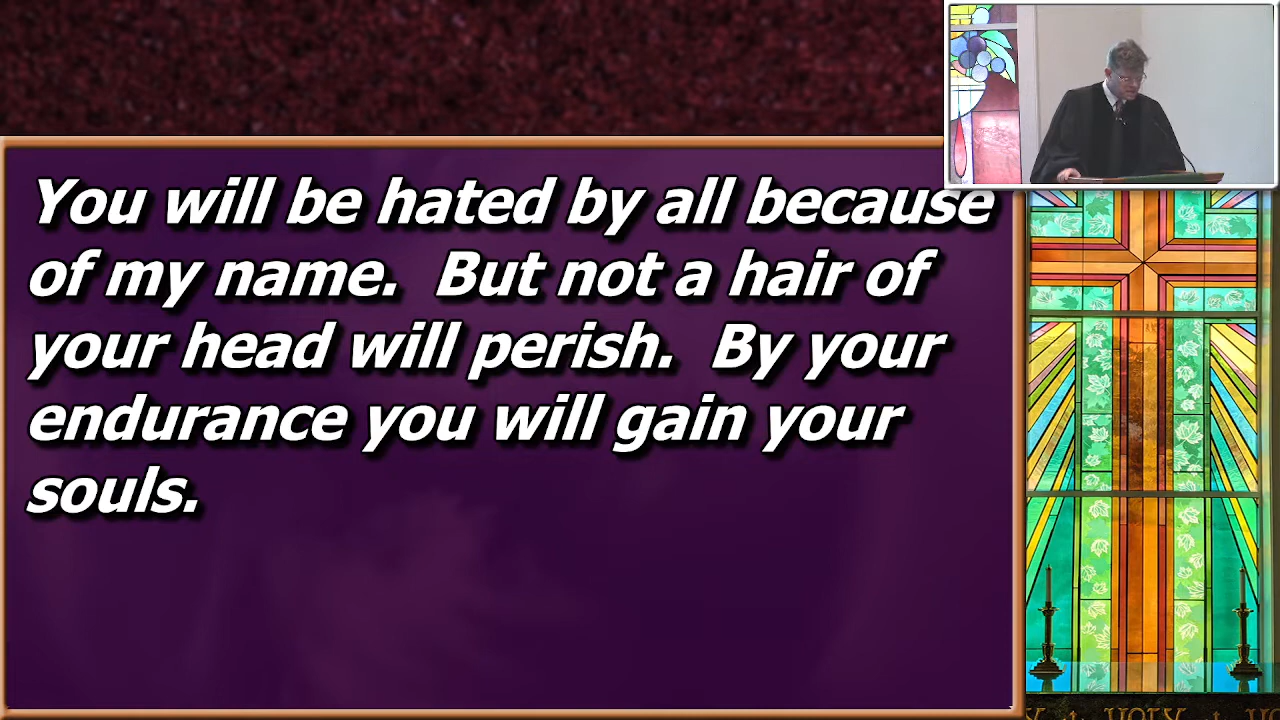 You will be hated by all because
of my name.  But not a hair of
your head will perish.  By your
endurance you will gain your
souls.
HOLY